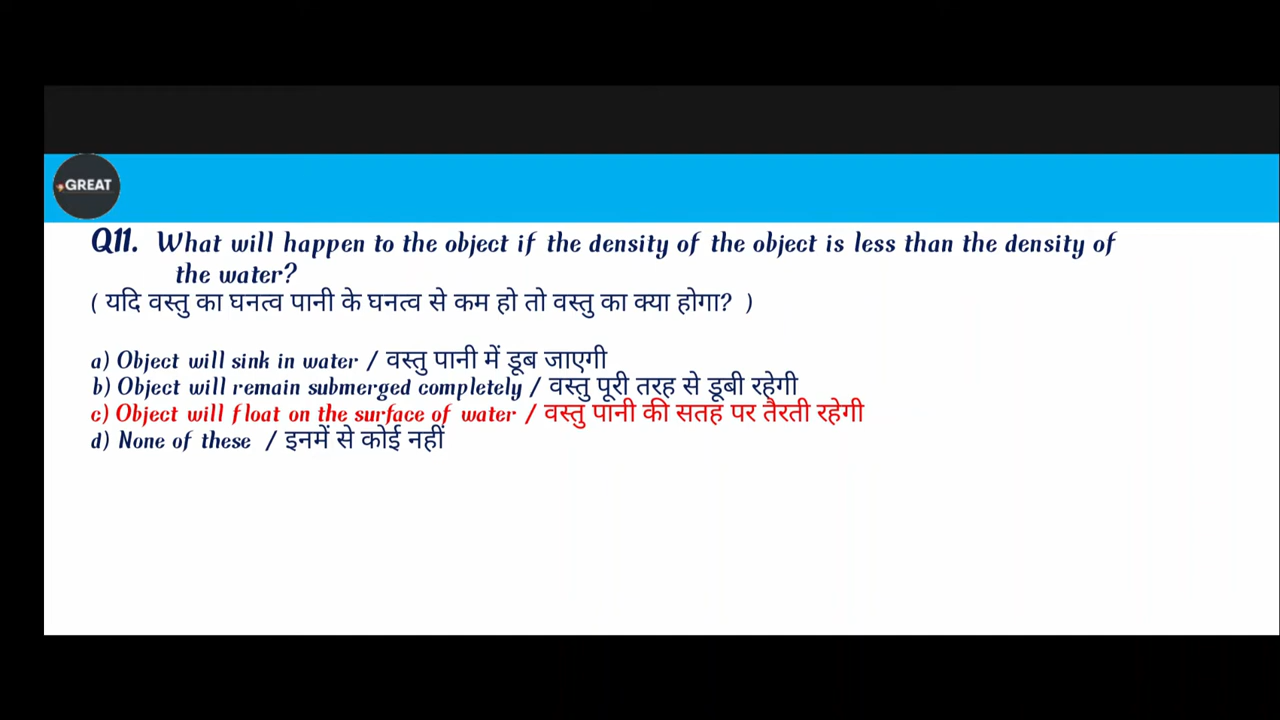 GREAT
Q11. What will happen to the object if the density of the object is less than the density of
the water?
( यदि वस्तु का घनत्व पानी के घनत्व से कम हो तो वस्तु का क्या होगा? )
a) Object will sink in water / वस्तु पानी में डूब जाएगी
b) Object will remain submerged completely / वस्तु पूरी तरह से डूबी रहेगी
c) Object will float on the surface of water / वस्तु पानी की सतह पर तैरती रहेगी
d) None of these / इनमें से कोई नहीं